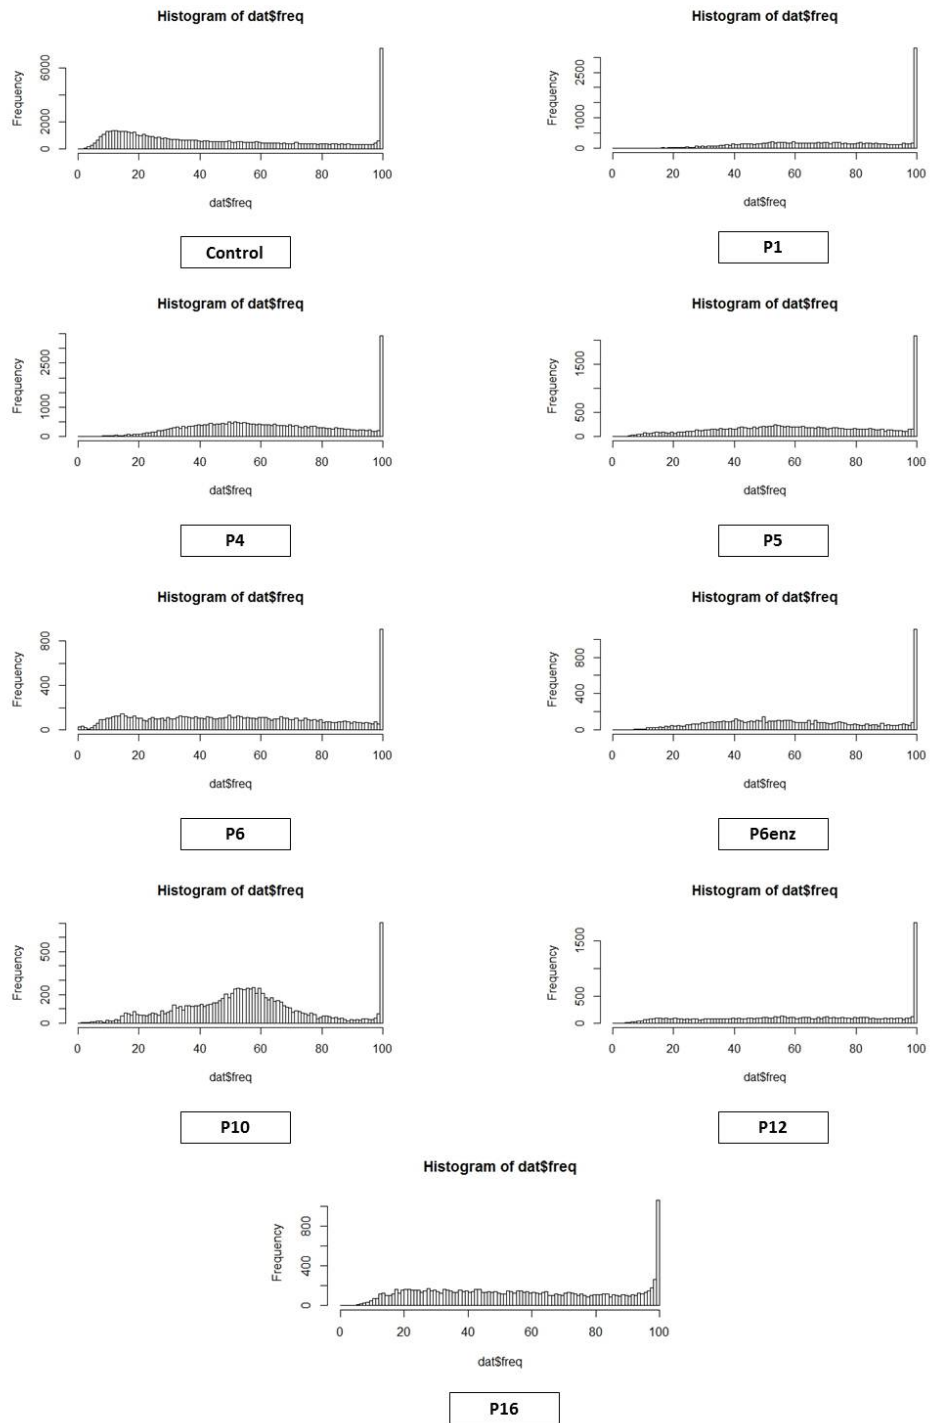 Histogram of dat$freq
Frequency
0 2000 6000
0 20 40 60 80 100
dat$freq
Control
Histogram of dat$freq
Frequency
0 1000 2500
0 20 40 60 80 100
dat$freq
P1
Histogram of dat$freq
Frequency
0 1000 2500
0 20 40 60 80 100
dat$freq
P4
Histogram of dat$freq
Frequency
0 500 1500
0 20 40 60 80 100
dat$freq
P5
Histogram of dat$freq
Frequency
0 400 800
0 20 40 60 80 100
dat$freq
P6
Histogram of dat$freq
Frequency
0 400 800
0 20 40 60 80 100
dat$freq
P6enz
Histogram of dat$freq
Frequency
0 200 500
0 20 40 60 80 100
dat$freq
P10
Histogram of dat$freq
Frequency
0 500 1500
0 20 40 60 80 100
dat$freq
P12
Histogram of dat$freq
Frequency
0 400 800
0 20 40 60 80 100
dat$freq
P16